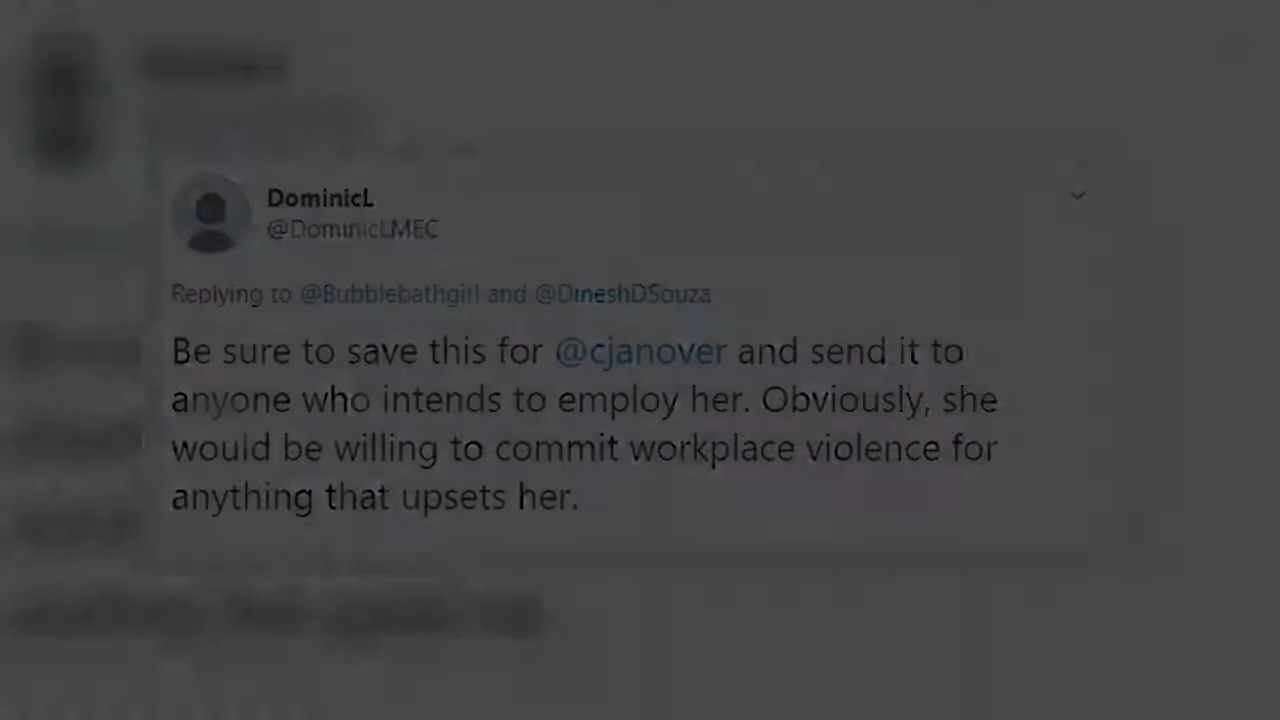 DominicL
@DominicLMEC
Replying to @Bubblebathgirl and @DineshDSouza
Be sure to save this for @cjanover and send it to
anyone who intends to employ her. Obviously, she
would be willing to commit workplace violence for
anything that upsets her.